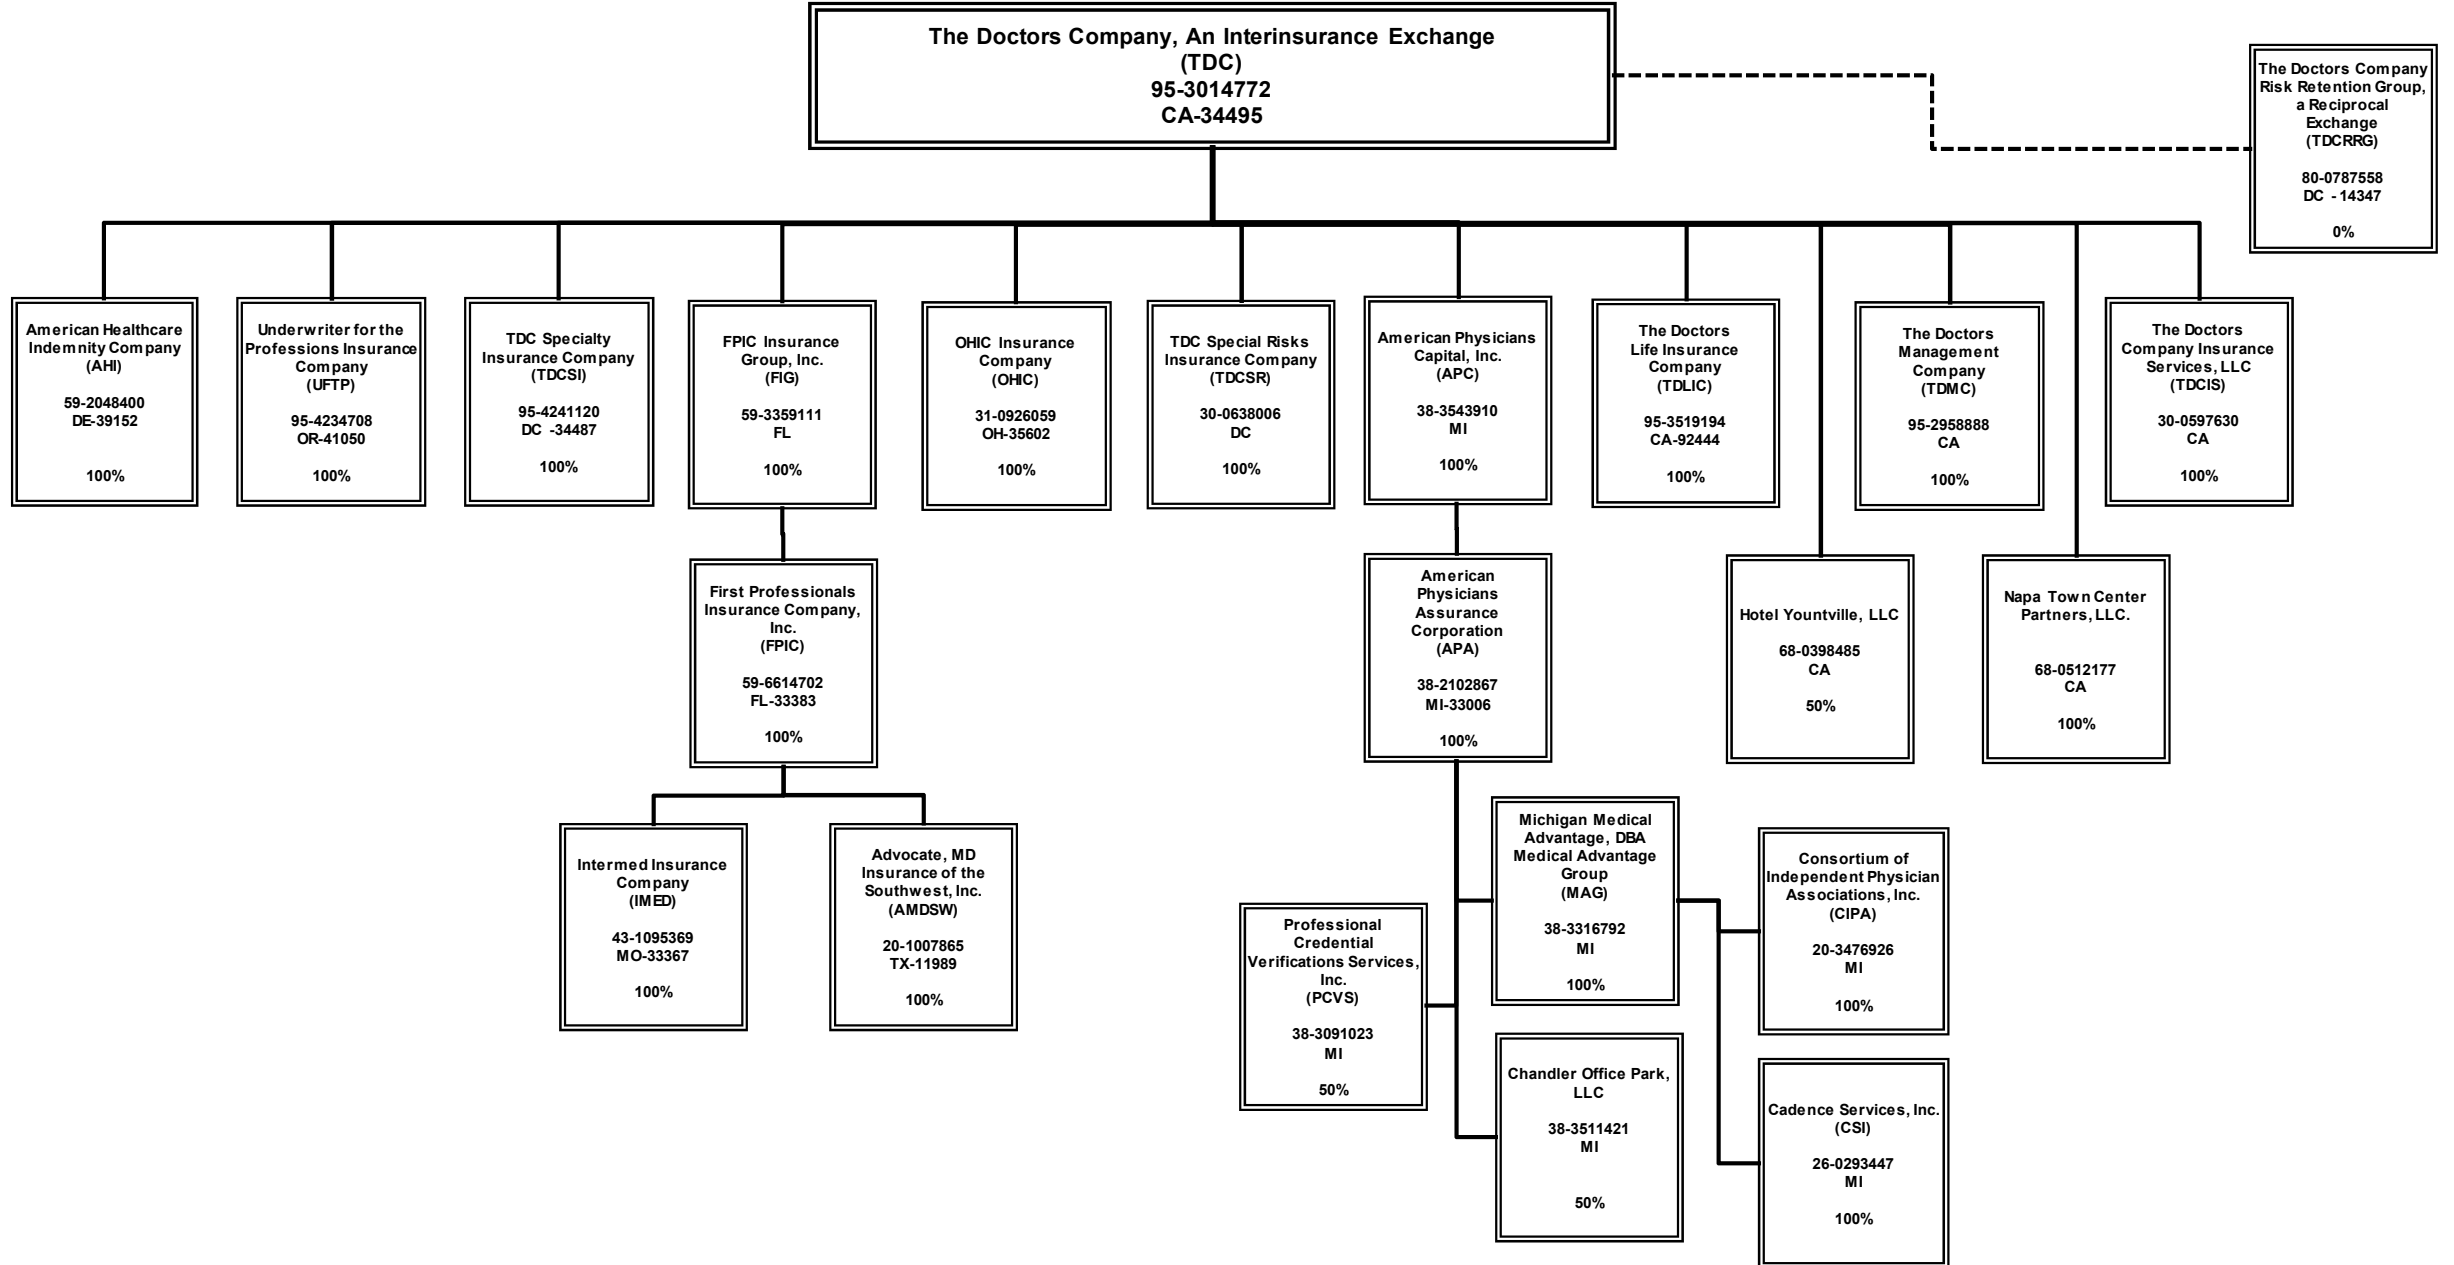 The Doctors Company, An Interinsurance Exchange
(TDC)
95-3014772
CA-34495
The Doctors Company
Risk Retention Group,
a Reciprocal
Exchange
(TDCRRG)
80-0787558
DC - 14347
0%
American Healthcare
Indemnity Company
(AHI)
59-2048400
DE-39152
100%
Underwriter for the
Professions Insurance
Company
(UFTP)
95-4234708
OR-41050
100%
TDC Specialty
Insurance Company
(TDCSI)
95-4241120
DC -34487
100%
FPIC Insurance
Group, Inc.
(FIG)
59-3359111
FL
100%
OHIC Insurance
Company
(OHIC)
31-0926059
OH-35602
100%
TDC Special Risks
Insurance Company
(TDCSR)
30-0638006
DC
100%
American Physicians
Capital, Inc.
(APC)
38-3543910
MI
100%
The Doctors
Life Insurance
Company
(TDLIC)
95-3519194
CA-92444
100%
The Doctors
Management
Company
(TDMC)
95-2958888
CA
100%
The Doctors
Company Insurance
Services, LLC
(TDCIS)
30-0597630
CA
100%
First Professionals
Insurance Company,
Inc.
(FPIC)
59-6614702
FL-33383
100%
American
Physicians
Assurance
Corporation
(APA)
38-2102867
MI-33006
100%
Hotel Yountville, LLC
68-0398485
CA
50%
Napa Town Center
Partners, LLC.
68-0512177
CA
100%
Intermed Insurance
Company
(IMED)
43-1095369
MO-33367
100%
Advocate, MD
Insurance of the
Southwest, Inc.
(AMDSW)
20-1007865
TX-11989
100%
Professional
Credential
Verifications Services,
Inc.
(PCVS)
38-3091023
MI
50%
Michigan Medical
Advantage, DBA
Medical Advantage
Group
(MAG)
38-3316792
MI
100%
Consortium of
Independent Physician
Associations, Inc.
(CIPA)
20-3476926
MI
100%
Chandler Office Park,
LLC
38-3511421
MI
50%
Cadence Services, Inc.
(CSI)
26-0293447
MI
100%